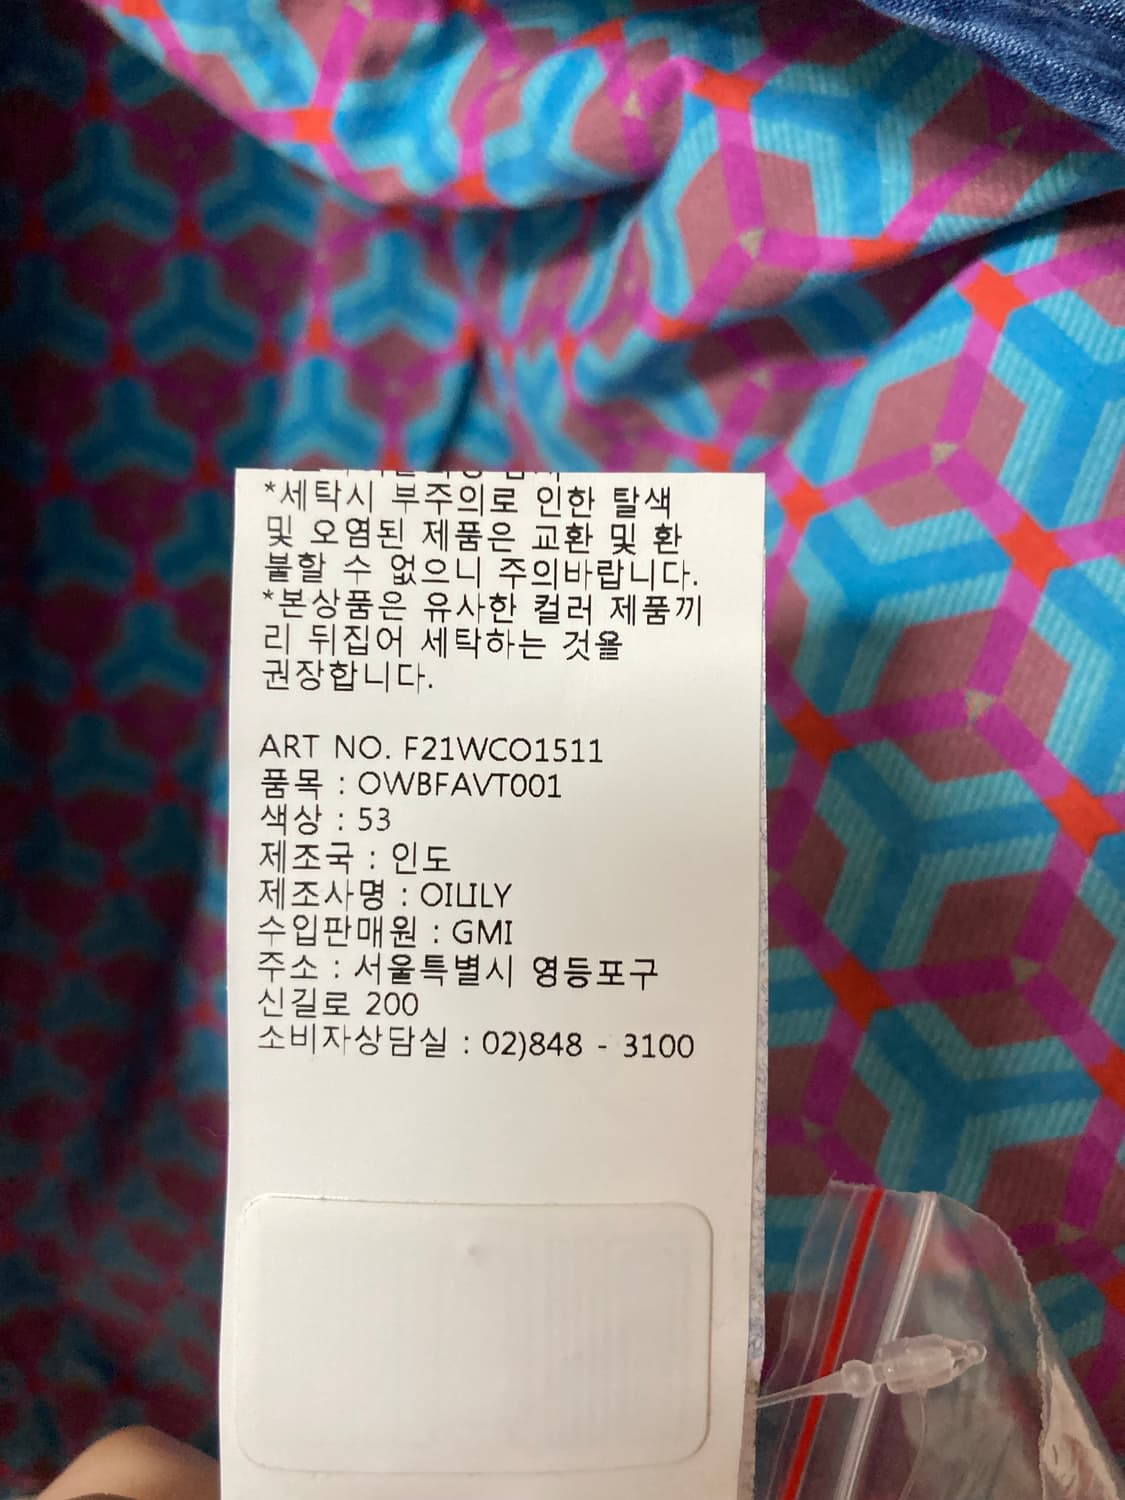 *세탁시 부주의로 인한 탈색
및 오염된 제품은 교환 및 환
불할 수 없으니 주의바랍니다.
*본상품은 유사한 컬러 제품끼
리 뒤집어 세탁하는 것을
권장합니다.
ART NO. F21WCO1511
품목 : OWBFAVT001
색상 : 53
제조국 : 인도
제조사명 : OILILY
수입판매원 : GMI
주소 : 서울특별시 영등포구
신길로 200
소비자상담실 : 02)848 - 3100